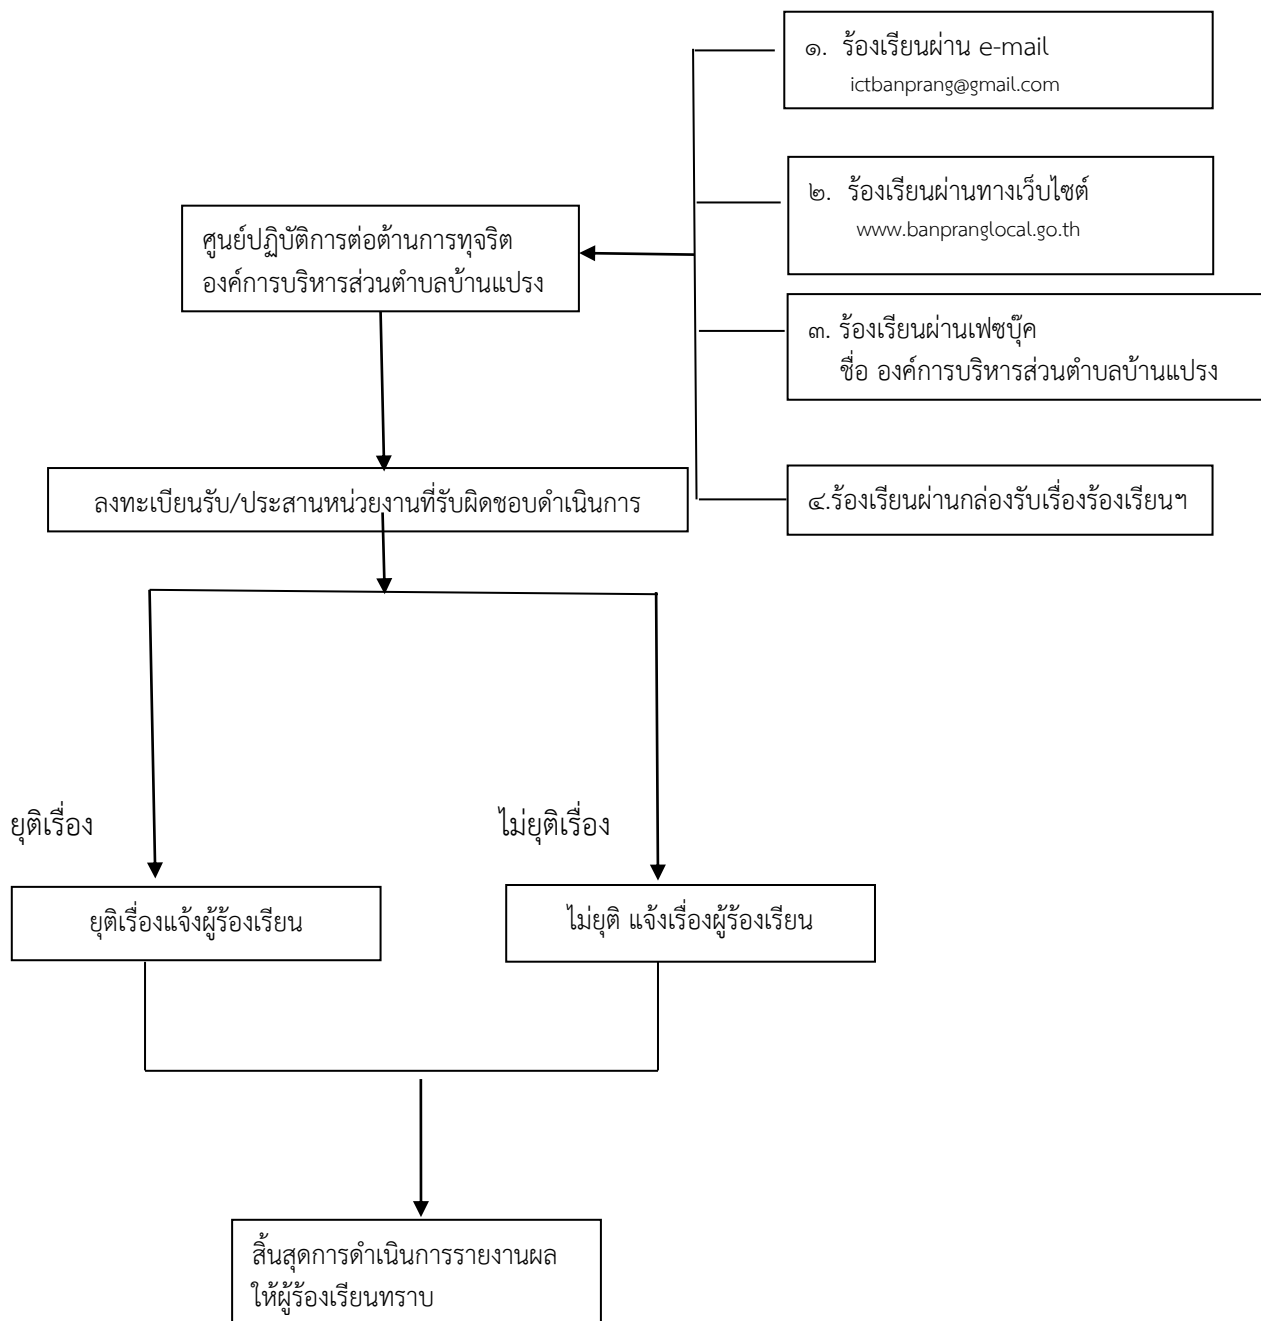 ๑. ร้องเรียนผ่าน e-mail
ictbanprang@gmail.com
๒. ร้องเรียนผ่านทางเว็บไซต์
www.banpranglocal.go.th
ศูนย์ปฏิบัติการต่อต้านการทุจริต
องค์การบริหารส่วนตำบลบ้านแปรง
๓. ร้องเรียนผ่านเฟซบุ๊ค
ชื่อ องค์การบริหารส่วนตำบลบ้านแปรง
ลงทะเบียนรับ/ประสานหน่วยงานที่รับผิดชอบดำเนินการ
๔.ร้องเรียนผ่านกล่องรับเรื่องร้องเรียนฯ
ยุติเรื่อง
ไม่ยุติเรื่อง
ยุติเรื่องแจ้งผู้ร้องเรียน
ไม่ยุติ แจ้งเรื่องผู้ร้องเรียน
สิ้นสุดการดำเนินการรายงานผล
ให้ผู้ร้องเรียนทราบ